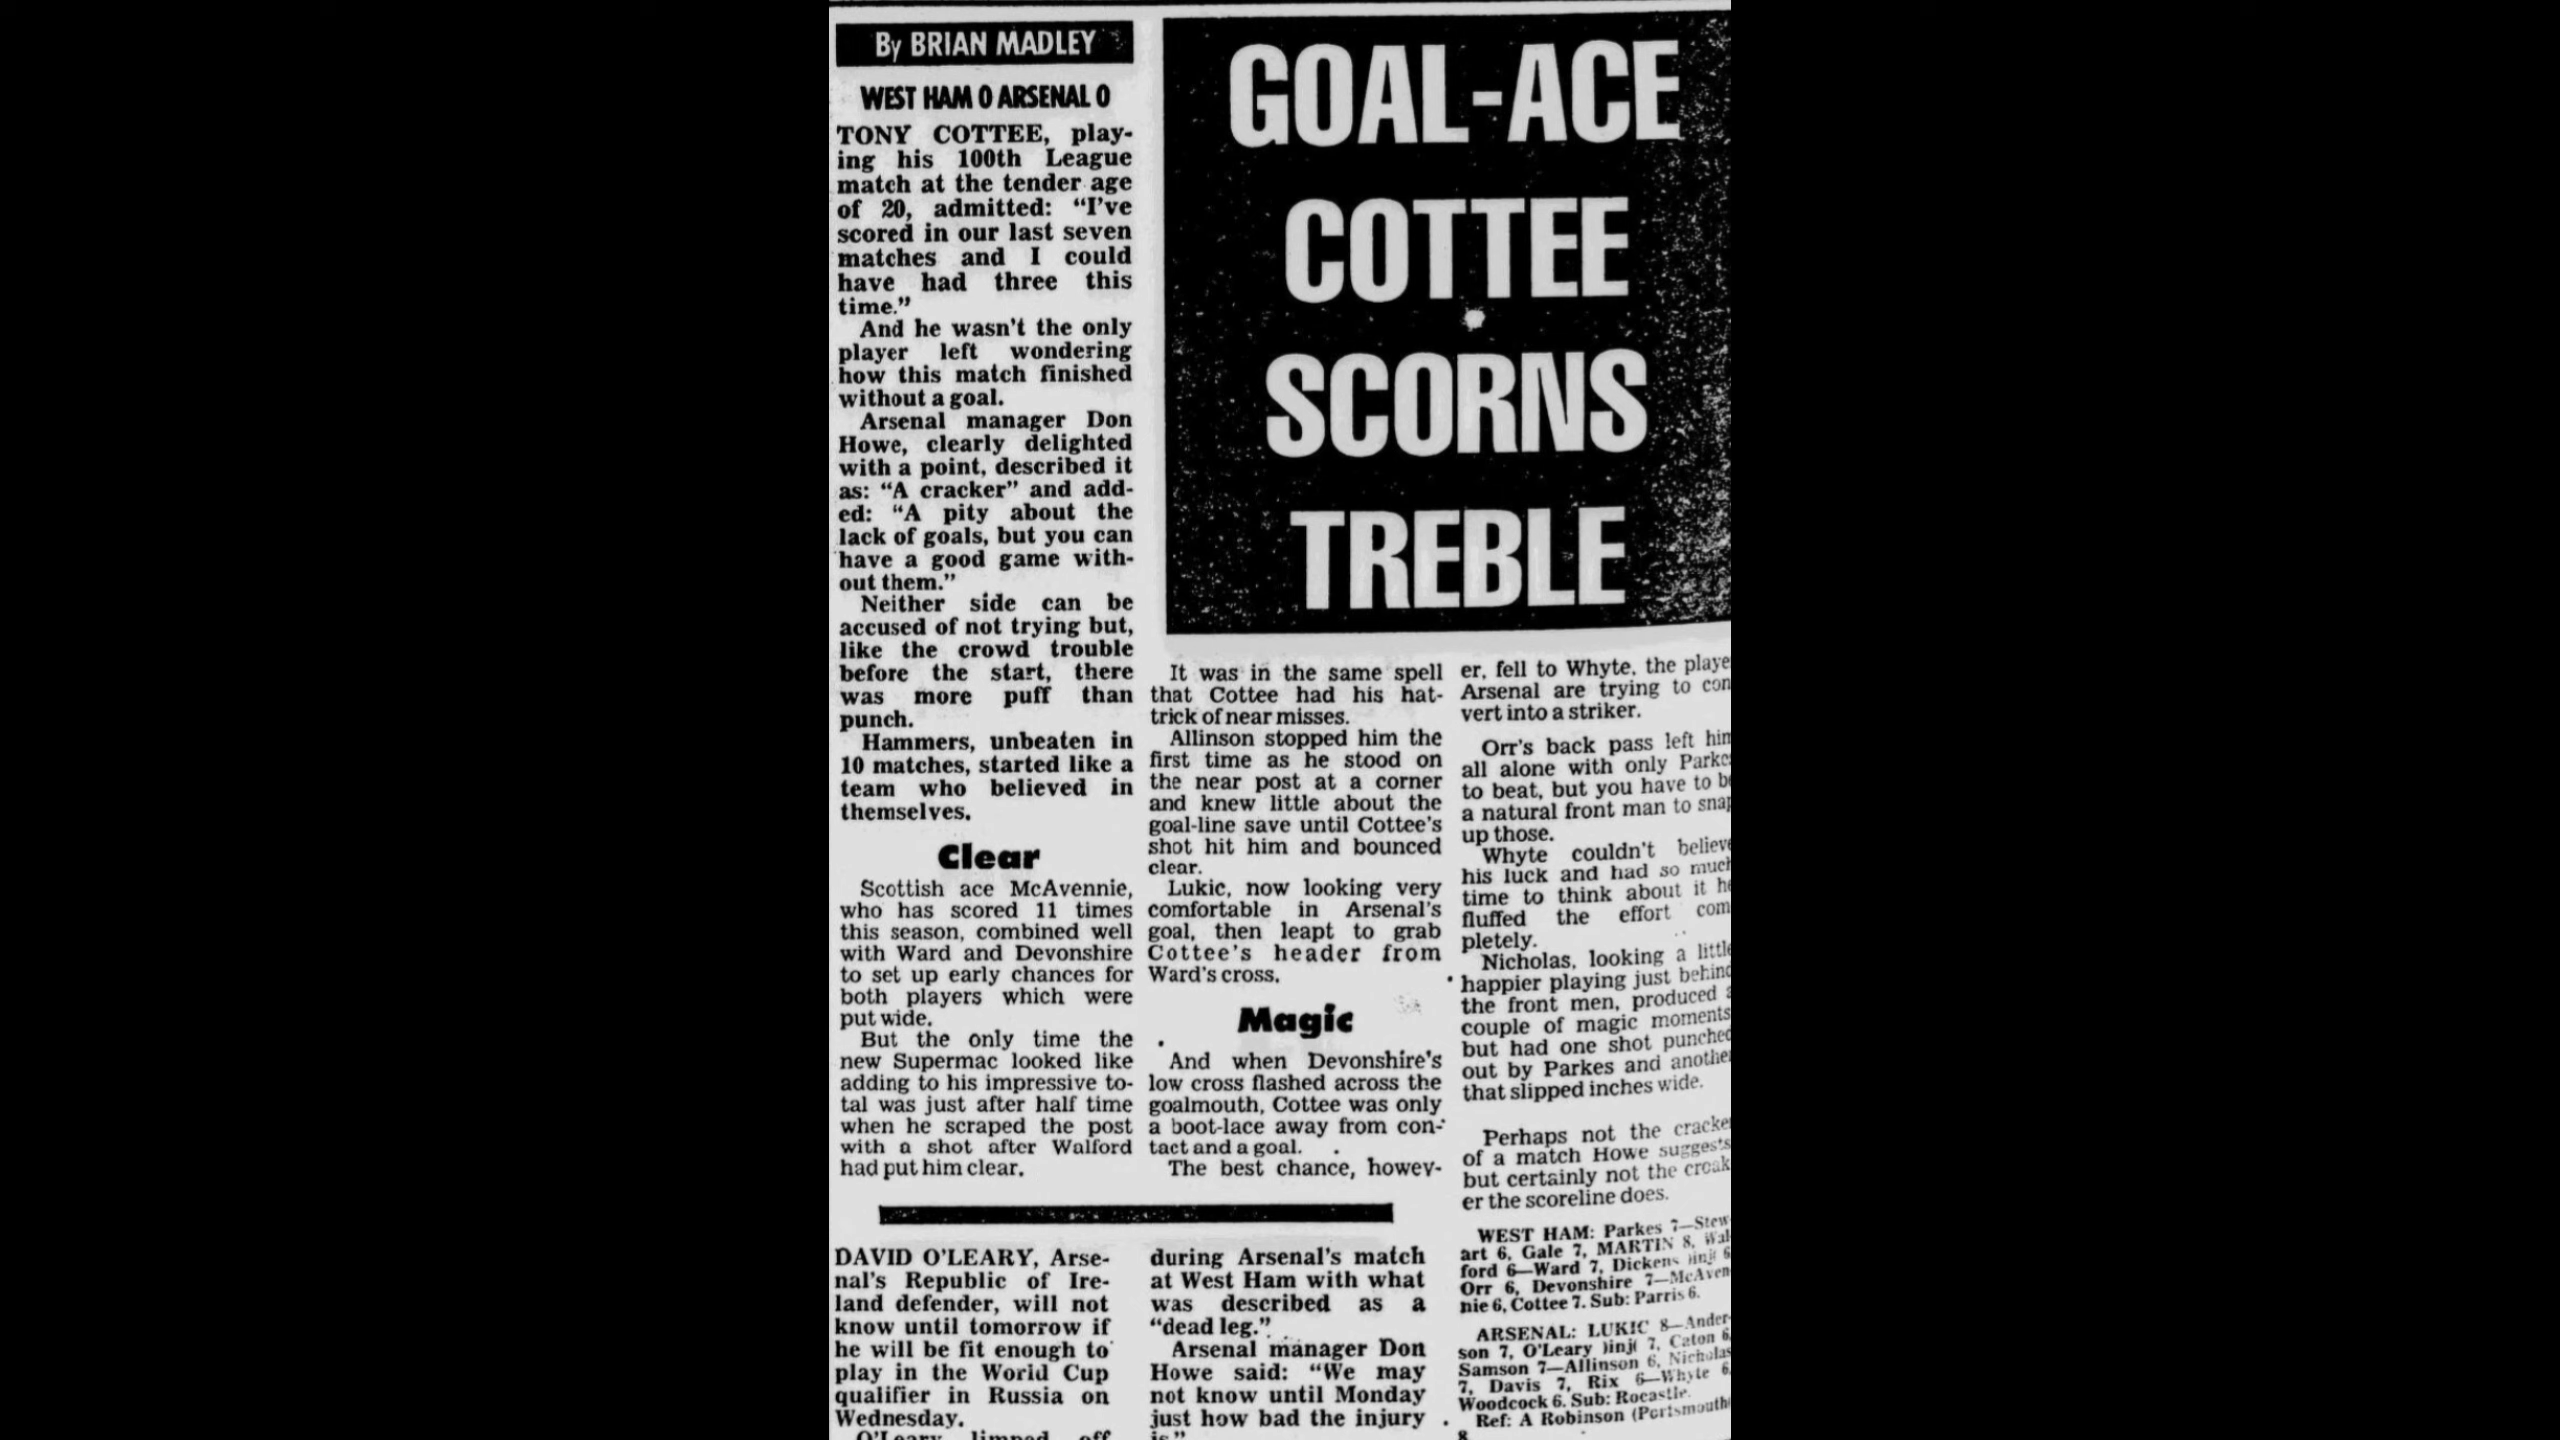 By BRIAN MADLEY
WEST HAM 0 ARSENAL 0
GOAL-ACE
COTTEE
SCORNS
TREBLE
TONY COTTEE, play-
ing his 100th League
match at the tender age
of 20, admitted: “I've
scored in our last seven
matches and I could
have had three this
time.”
And he wasn't the only
player left wondering
how this match finished
without a goal.
Arsenal manager Don
Howe, clearly delighted
with a point, described it
as: “A cracker” and add-
ed: “A pity about the
lack of goals, but you can
have a good game with-
out them.”
Neither side can be
accused of not trying but,
like the crowd trouble
before the start, there
was more puff than
punch.
Hammers, unbeaten in
10 matches, started like a
team who believed in
themselves.
Clear
Scottish ace McAvennie,
who has scored 11 times
this season, combined well
with Ward and Devonshire
to set up early chances for
both players which were
put wide.
But the only time the
new Supermac looked like
adding to his impressive to-
tal was just after half time
when he scraped the post
with a shot after Walford
had put him clear.
It was in the same spell
that Cottee had his hat-
trick of near misses.
Allinson stopped him the
first time as he stood on
the near post at a corner
and knew little about the
goal-line save until Cottee's
shot hit him and bounced
clear.
Lukic, now looking very
comfortable in Arsenal's
goal, then leapt to grab
Cottee's header from
Ward's cross.
Magic
And when Devonshire's
low cross flashed across the
goalmouth, Cottee was only
a boot-lace away from con-
tact and a goal.
The best chance, howev-
er, fell to Whyte, the playe
Arsenal are trying to con
vert into a striker.
Orr's back pass left him
all alone with only Parke
to beat, but you have to b
a natural front man to snap
up those.
Whyte couldn't believe
his luck and had so much
time to think about it he
fluffed the effort com
pletely.
Nicholas, looking a little
happier playing just behind
the front men, produced a
couple of magic moments
but had one shot punched
out by Parkes and another
that slipped inches wide.
Perhaps not the cracke
of a match Howe suggests
but certainly not the croak
er the scoreline does.
WEST HAM: Parkes 7—Stew
art 6, Gale 7, MARTIN 8, Wal
ford 6—Ward 7, Dickens (inj) 6
Orr 6, Devonshire 7—McAven
nie 6, Cottee 7. Sub: Parris 6.
ARSENAL: LUKIC 8—Ander
son 7, O'Leary (inj) 7, Caton 6,
Samson 7—Allinson 6, Nicholas
7, Davis 7, Rix 6—Whyte 6,
Woodcock 6. Sub: Rocastle.
Ref: A Robinson (Portsmouth)
8
DAVID O'LEARY, Arse-
nal's Republic of Ire-
land defender, will not
know until tomorrow if
he will be fit enough to
play in the World Cup
qualifier in Russia on
Wednesday.
O'Leary limped off
during Arsenal's match
at West Ham with what
was described as a
“dead leg.”
Arsenal manager Don
Howe said: “We may
not know until Monday
just how bad the injury
is.”